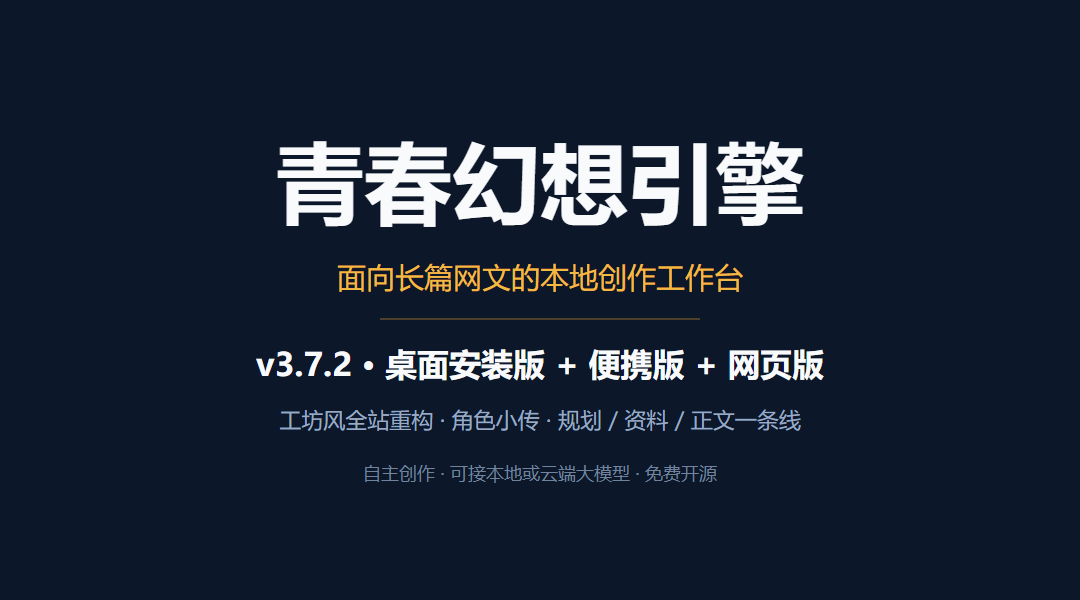 青春幻想引擎
面向长篇网文的本地创作工作台
v3.7.2 • 桌面安装版 + 便携版 + 网页版
工坊风全站重构 · 角色小传 · 规划 / 资料 / 正文一条线
自主创作 · 可接本地或云端大模型 · 免费开源